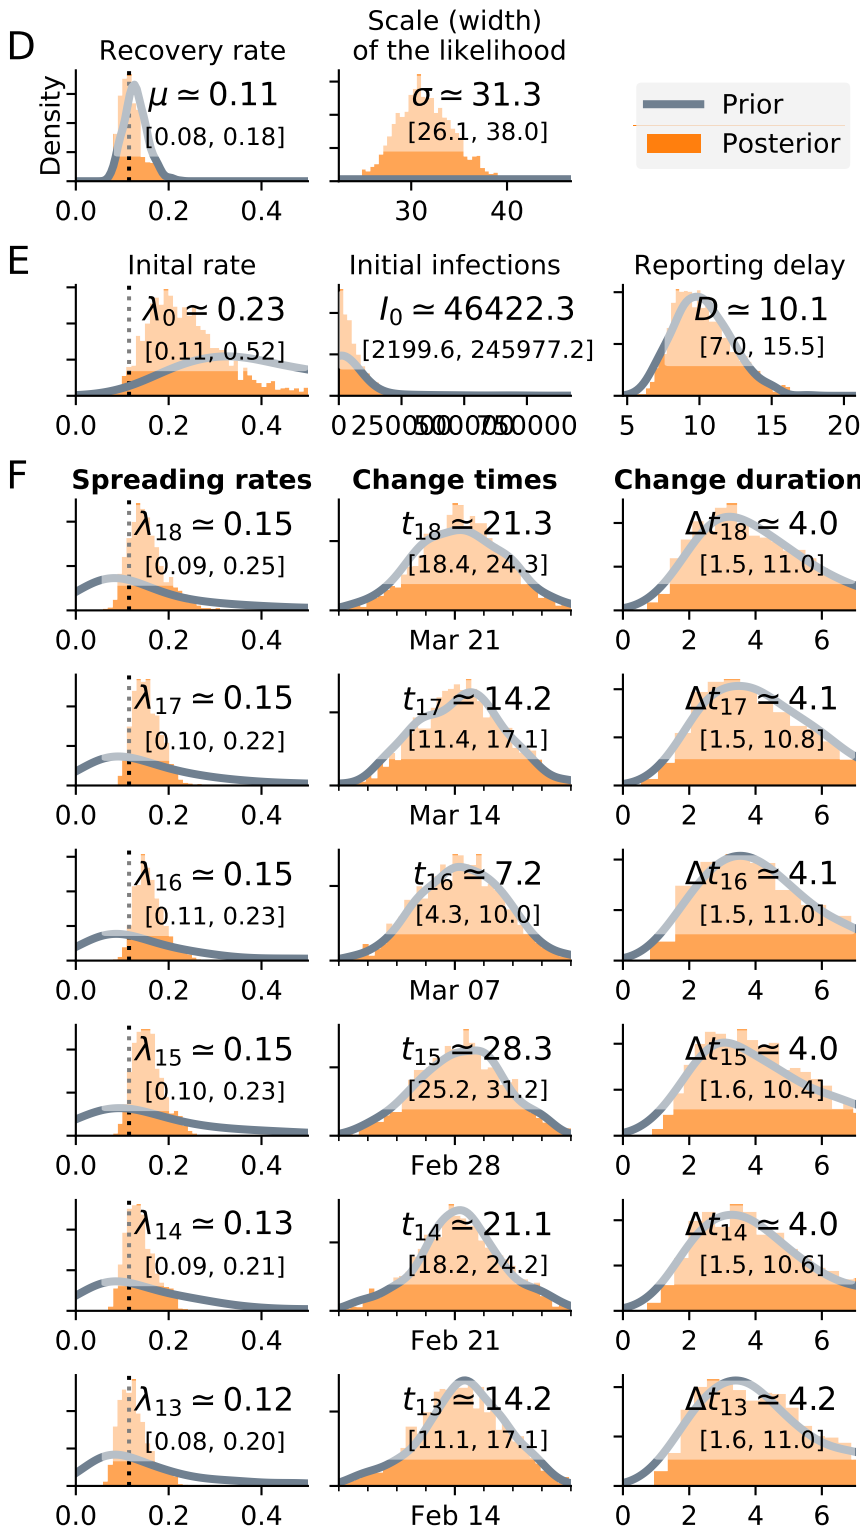 D
Recovery rate
Scale (width)
of the likelihood
Density
μ ≃ 0.11
[0.08, 0.18]
0.0 0.2 0.4
σ ≃ 31.3
[26.1, 38.0]
30 40
Prior
Posterior
E
Inital rate
λ0 ≃ 0.23
[0.11, 0.52]
0.0 0.2 0.4
Initial infections
I0 ≃ 46422.3
[2199.6, 245977.2]
0 250000 500000 750000
Reporting delay
D ≃ 10.1
[7.0, 15.5]
5 10 15 20
F
Spreading rates Change times Change duration
λ18 ≃ 0.15
[0.09, 0.25]
0.0 0.2 0.4
t18 ≃ 21.3
[18.4, 24.3]
Mar 21
Δt18 ≃ 4.0
[1.5, 11.0]
0 2 4 6
λ17 ≃ 0.15
[0.10, 0.22]
0.0 0.2 0.4
t17 ≃ 14.2
[11.4, 17.1]
Mar 14
Δt17 ≃ 4.1
[1.5, 10.8]
0 2 4 6
λ16 ≃ 0.15
[0.11, 0.23]
0.0 0.2 0.4
t16 ≃ 7.2
[4.3, 10.0]
Mar 07
Δt16 ≃ 4.1
[1.5, 11.0]
0 2 4 6
λ15 ≃ 0.15
[0.10, 0.23]
0.0 0.2 0.4
t15 ≃ 28.3
[25.2, 31.2]
Feb 28
Δt15 ≃ 4.0
[1.6, 10.4]
0 2 4 6
λ14 ≃ 0.13
[0.09, 0.21]
0.0 0.2 0.4
t14 ≃ 21.1
[18.2, 24.2]
Feb 21
Δt14 ≃ 4.0
[1.5, 10.6]
0 2 4 6
λ13 ≃ 0.12
[0.08, 0.20]
0.0 0.2 0.4
t13 ≃ 14.2
[11.1, 17.1]
Feb 14
Δt13 ≃ 4.2
[1.6, 11.0]
0 2 4 6